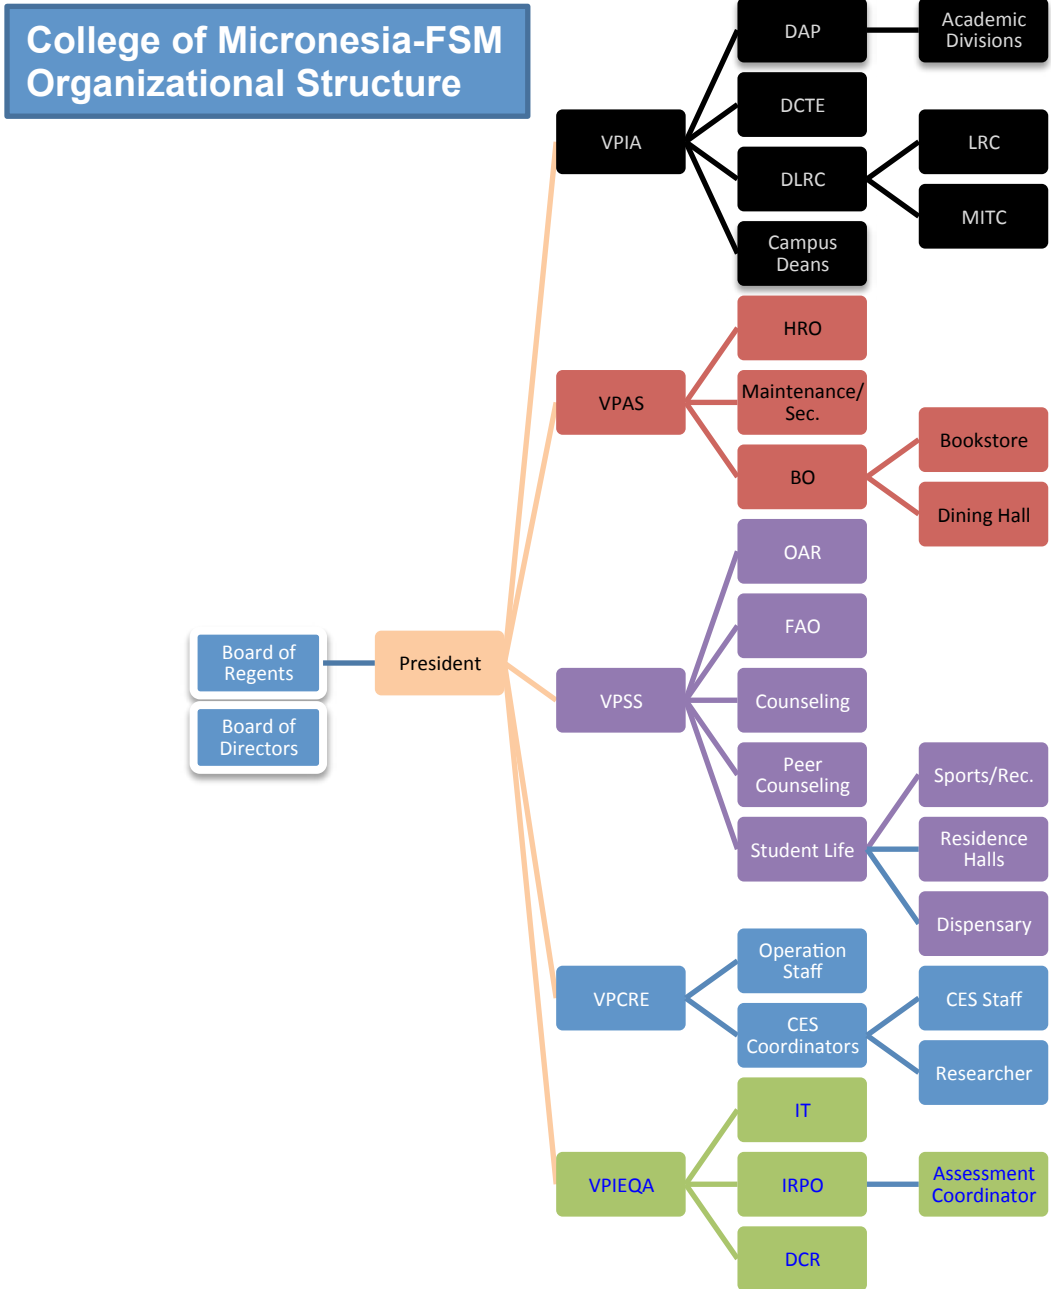 College of Micronesia-FSM
Organizational Structure
Board of
Regents
Board of
Directors
President
VPIA
DAP
Academic
Divisions
DCTE
DLRC
LRC
MITC
Campus
Deans
VPAS
HRO
Maintenance/
Sec.
BO
Bookstore
Dining Hall
VPSS
OAR
FAO
Counseling
Peer
Counseling
Student Life
Sports/Rec.
Residence
Halls
Dispensary
VPCRE
Operation
Staff
CES
Coordinators
CES Staff
Researcher
VPIEQA
IT
IRPO
Assessment
Coordinator
DCR